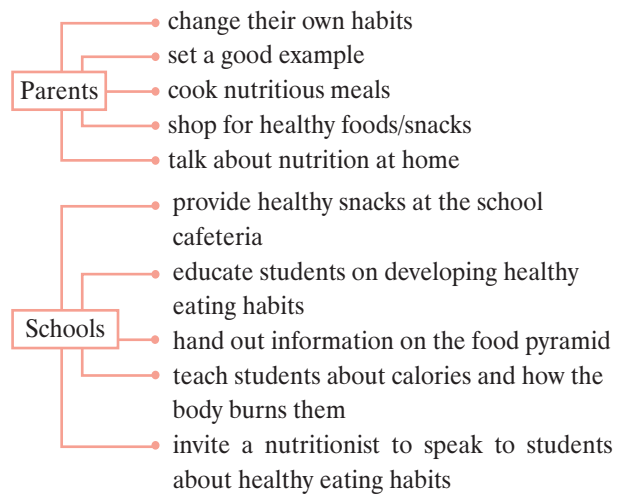 change their own habits
set a good example
Parents
cook nutritious meals
shop for healthy foods/snacks
talk about nutrition at home
provide healthy snacks at the school
cafeteria
educate students on developing healthy
eating habits
Schools
hand out information on the food pyramid
teach students about calories and how the
body burns them
invite a nutritionist to speak to students
about healthy eating habits